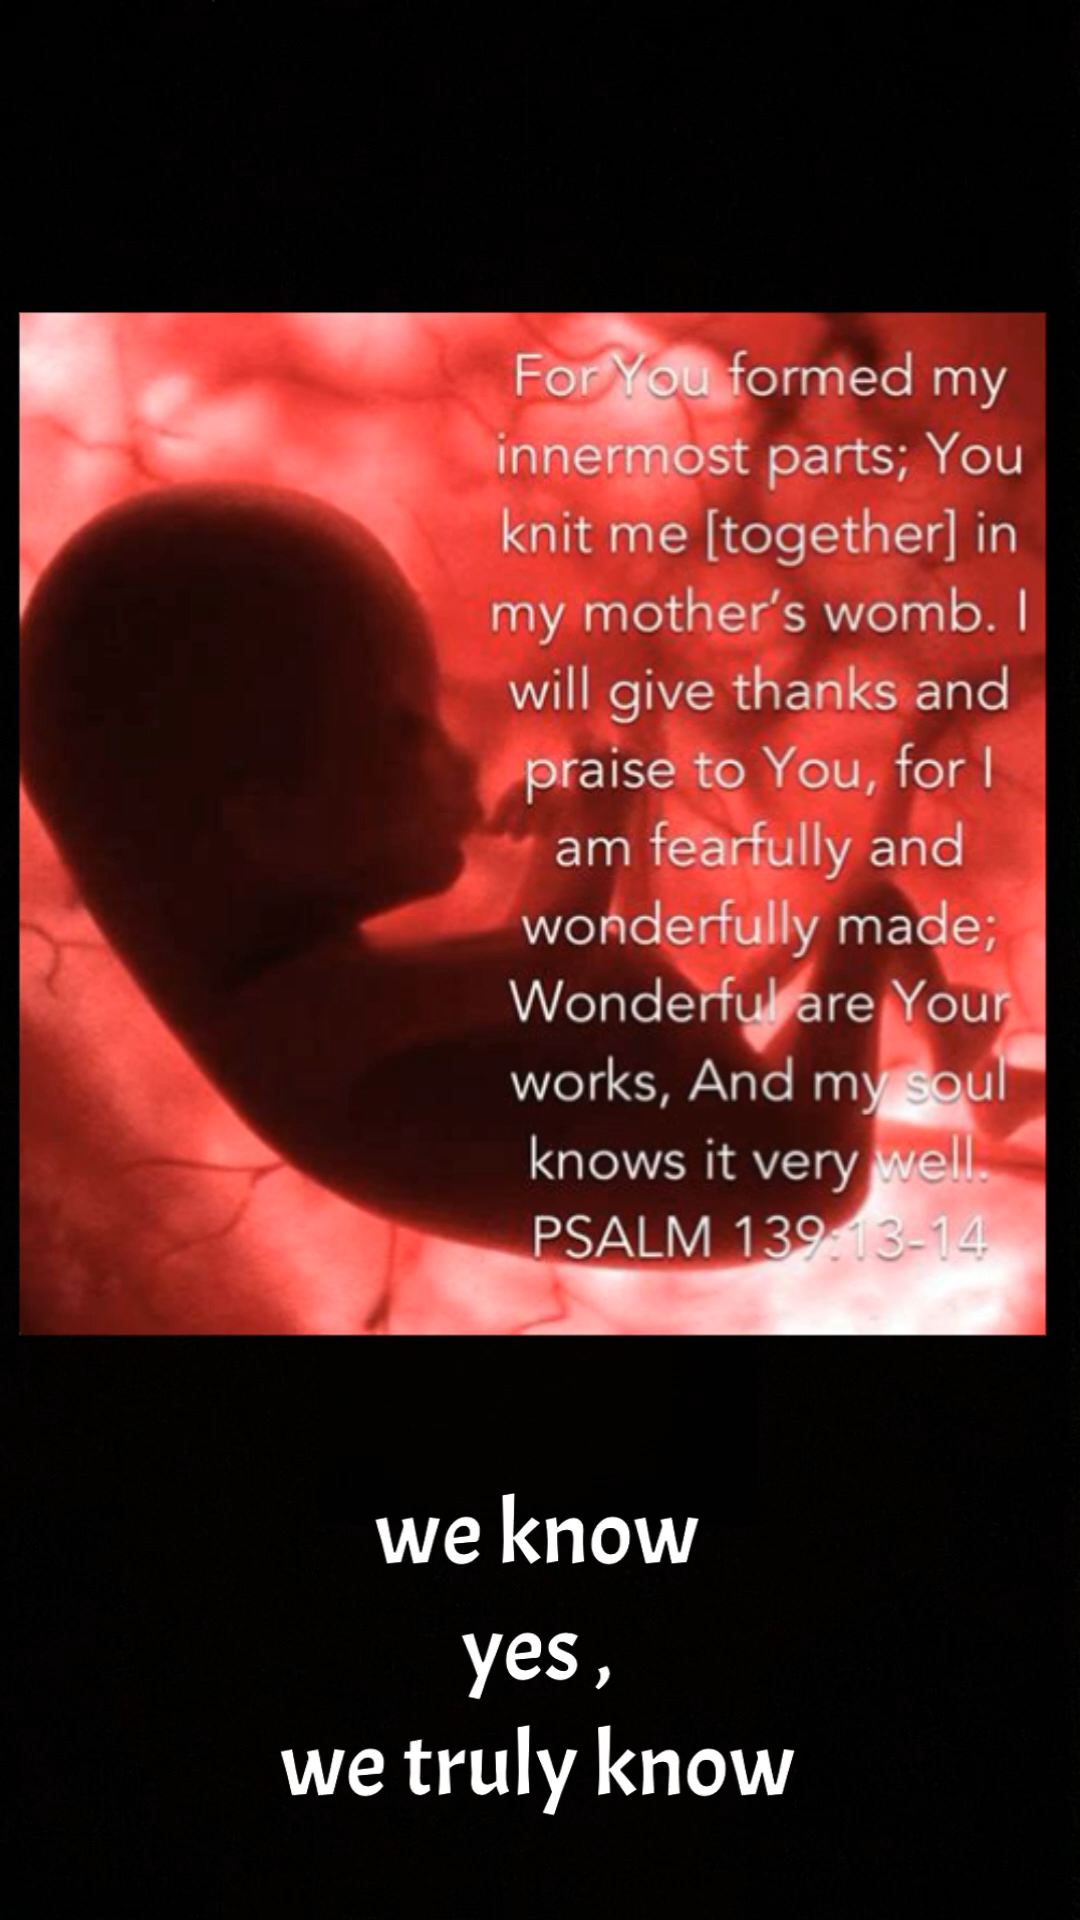 For You formed my
innermost parts; You
knit me [together] in
my mother’s womb. I
will give thanks and
praise to You, for I
am fearfully and
wonderfully made;
Wonderful are Your
works, And my soul
knows it very well.
PSALM 139:13-14
we know
yes ,
we truly know